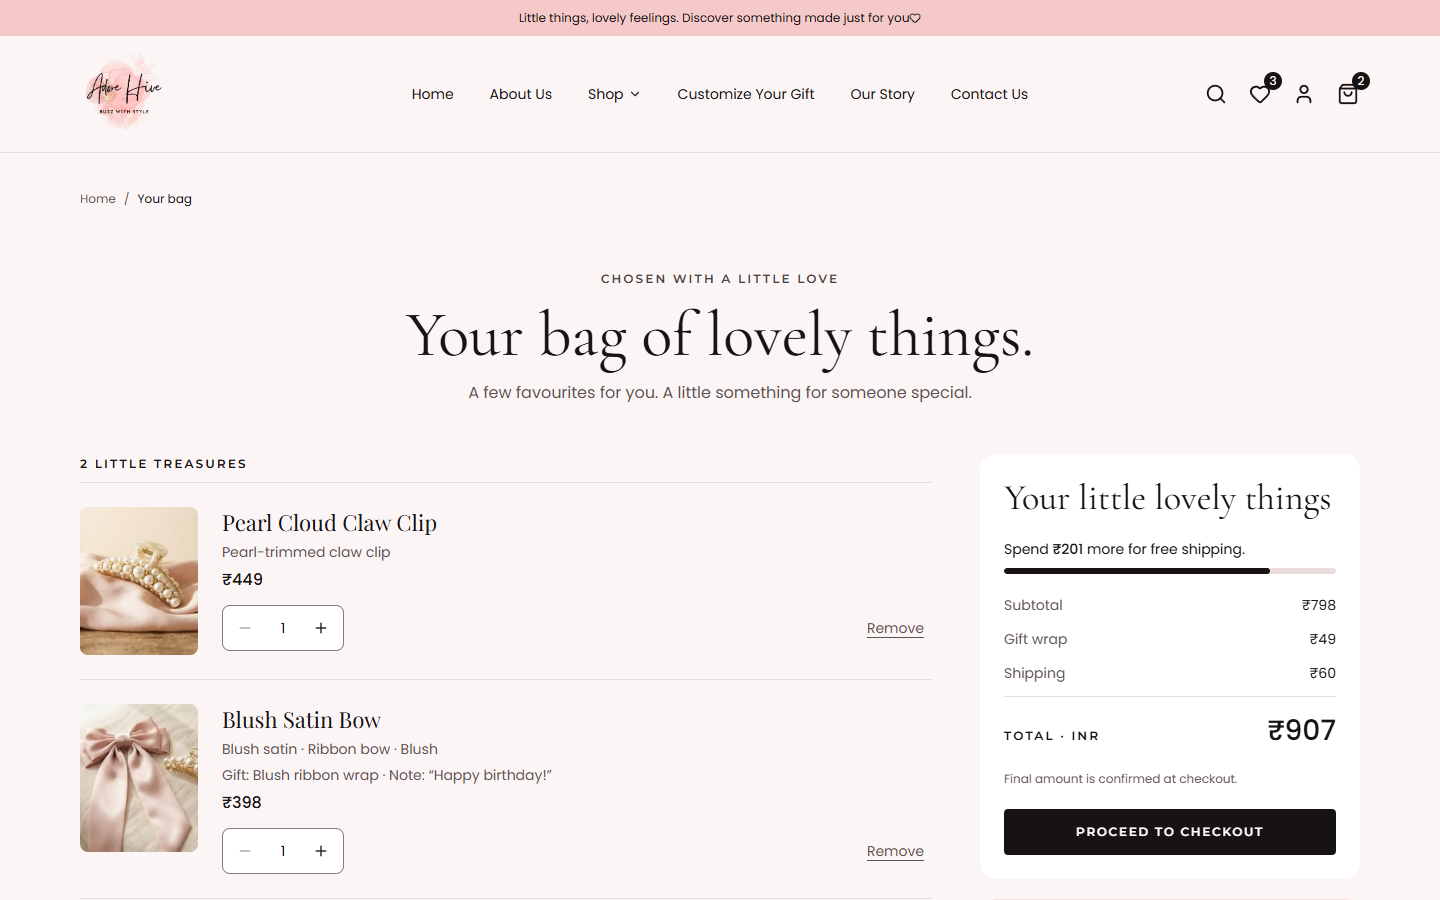 Little things, lovely feelings. Discover something made just for you♡
Adore Hive
BUZZ WITH STYLE
Home
About Us
Shop
Customize Your Gift
Our Story
Contact Us
3
2
Home / Your bag
CHOSEN WITH A LITTLE LOVE
Your bag of lovely things.
A few favourites for you. A little something for someone special.
2 LITTLE TREASURES
Pearl Cloud Claw Clip
Pearl-trimmed claw clip
₹449
− 1 +
Remove
Blush Satin Bow
Blush satin · Ribbon bow · Blush
Gift: Blush ribbon wrap · Note: “Happy birthday!”
₹398
− 1 +
Remove
Your little lovely things
Spend ₹201 more for free shipping.
Subtotal ₹798
Gift wrap ₹49
Shipping ₹60
TOTAL · INR ₹907
Final amount is confirmed at checkout.
PROCEED TO CHECKOUT